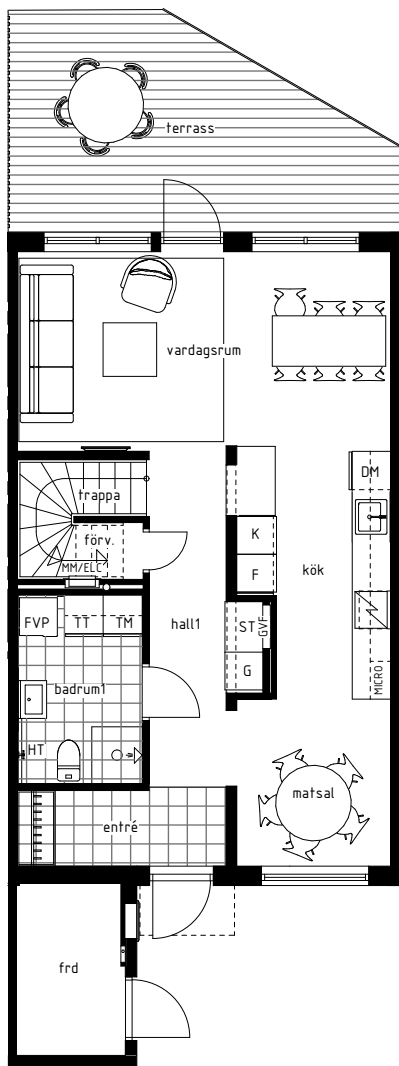 terrass
vardagsrum
DM
trappa
K
förv.
MM/ELC
F
kök
FVP
TT
TM
hall1
ST
GVF
G
badrum1
MICRO
HT
matsal
entré
frd